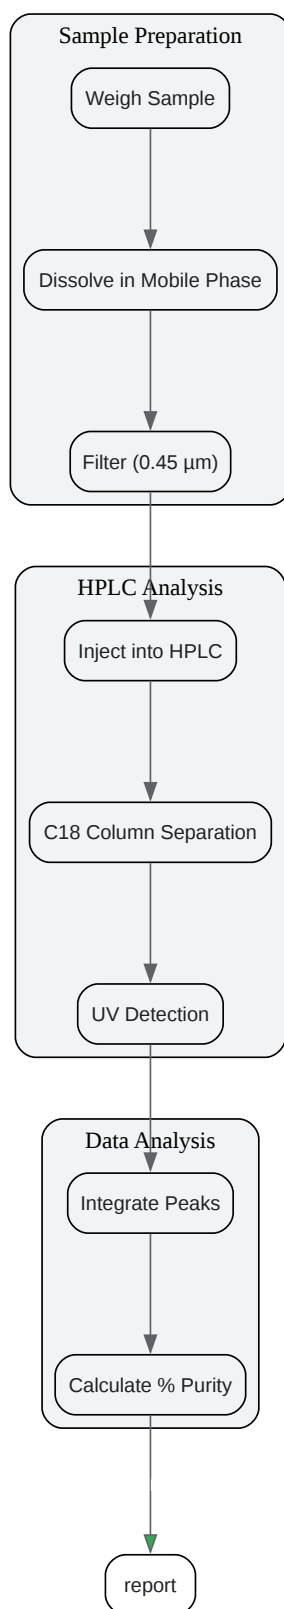 Sample Preparation
Weigh Sample
Dissolve in Mobile Phase
Filter (0.45 µm)
HPLC Analysis
Inject into HPLC
C18 Column Separation
UV Detection
Data Analysis
Integrate Peaks
Calculate % Purity
report